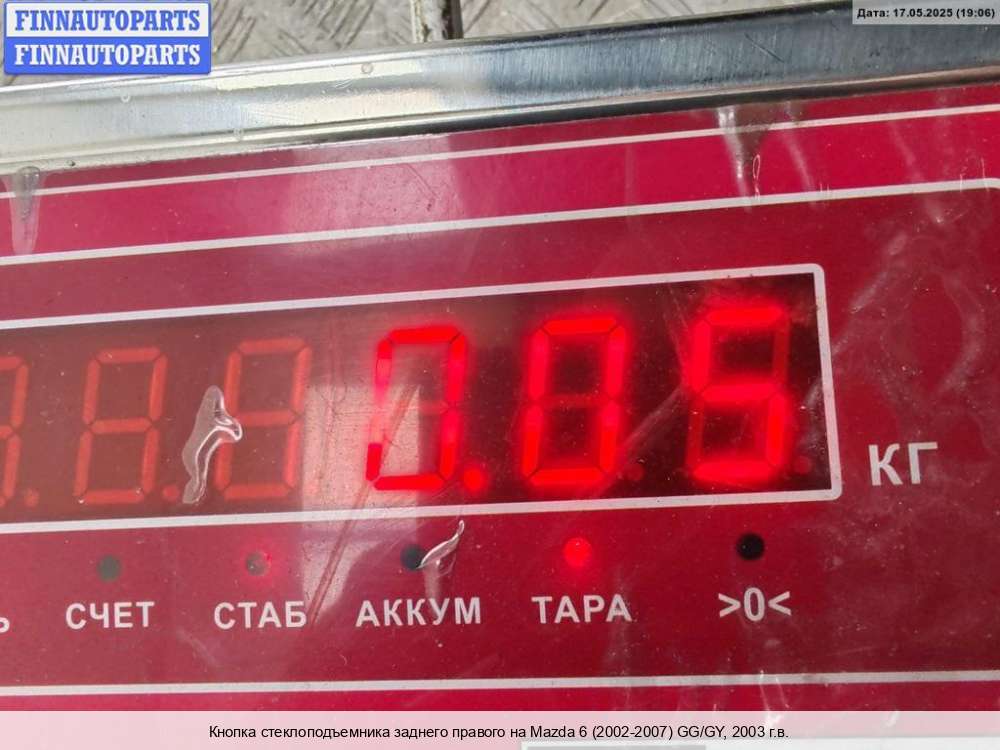 FINNAUTOPARTS
FINNAUTOPARTS
Дата: 17.05.2025 (19:06)
0.05
КГ
СЧЕТ СТАБ АККУМ ТАРА >0<
Кнопка стеклоподъемника заднего правого на Mazda 6 (2002-2007) GG/GY, 2003 г.в.